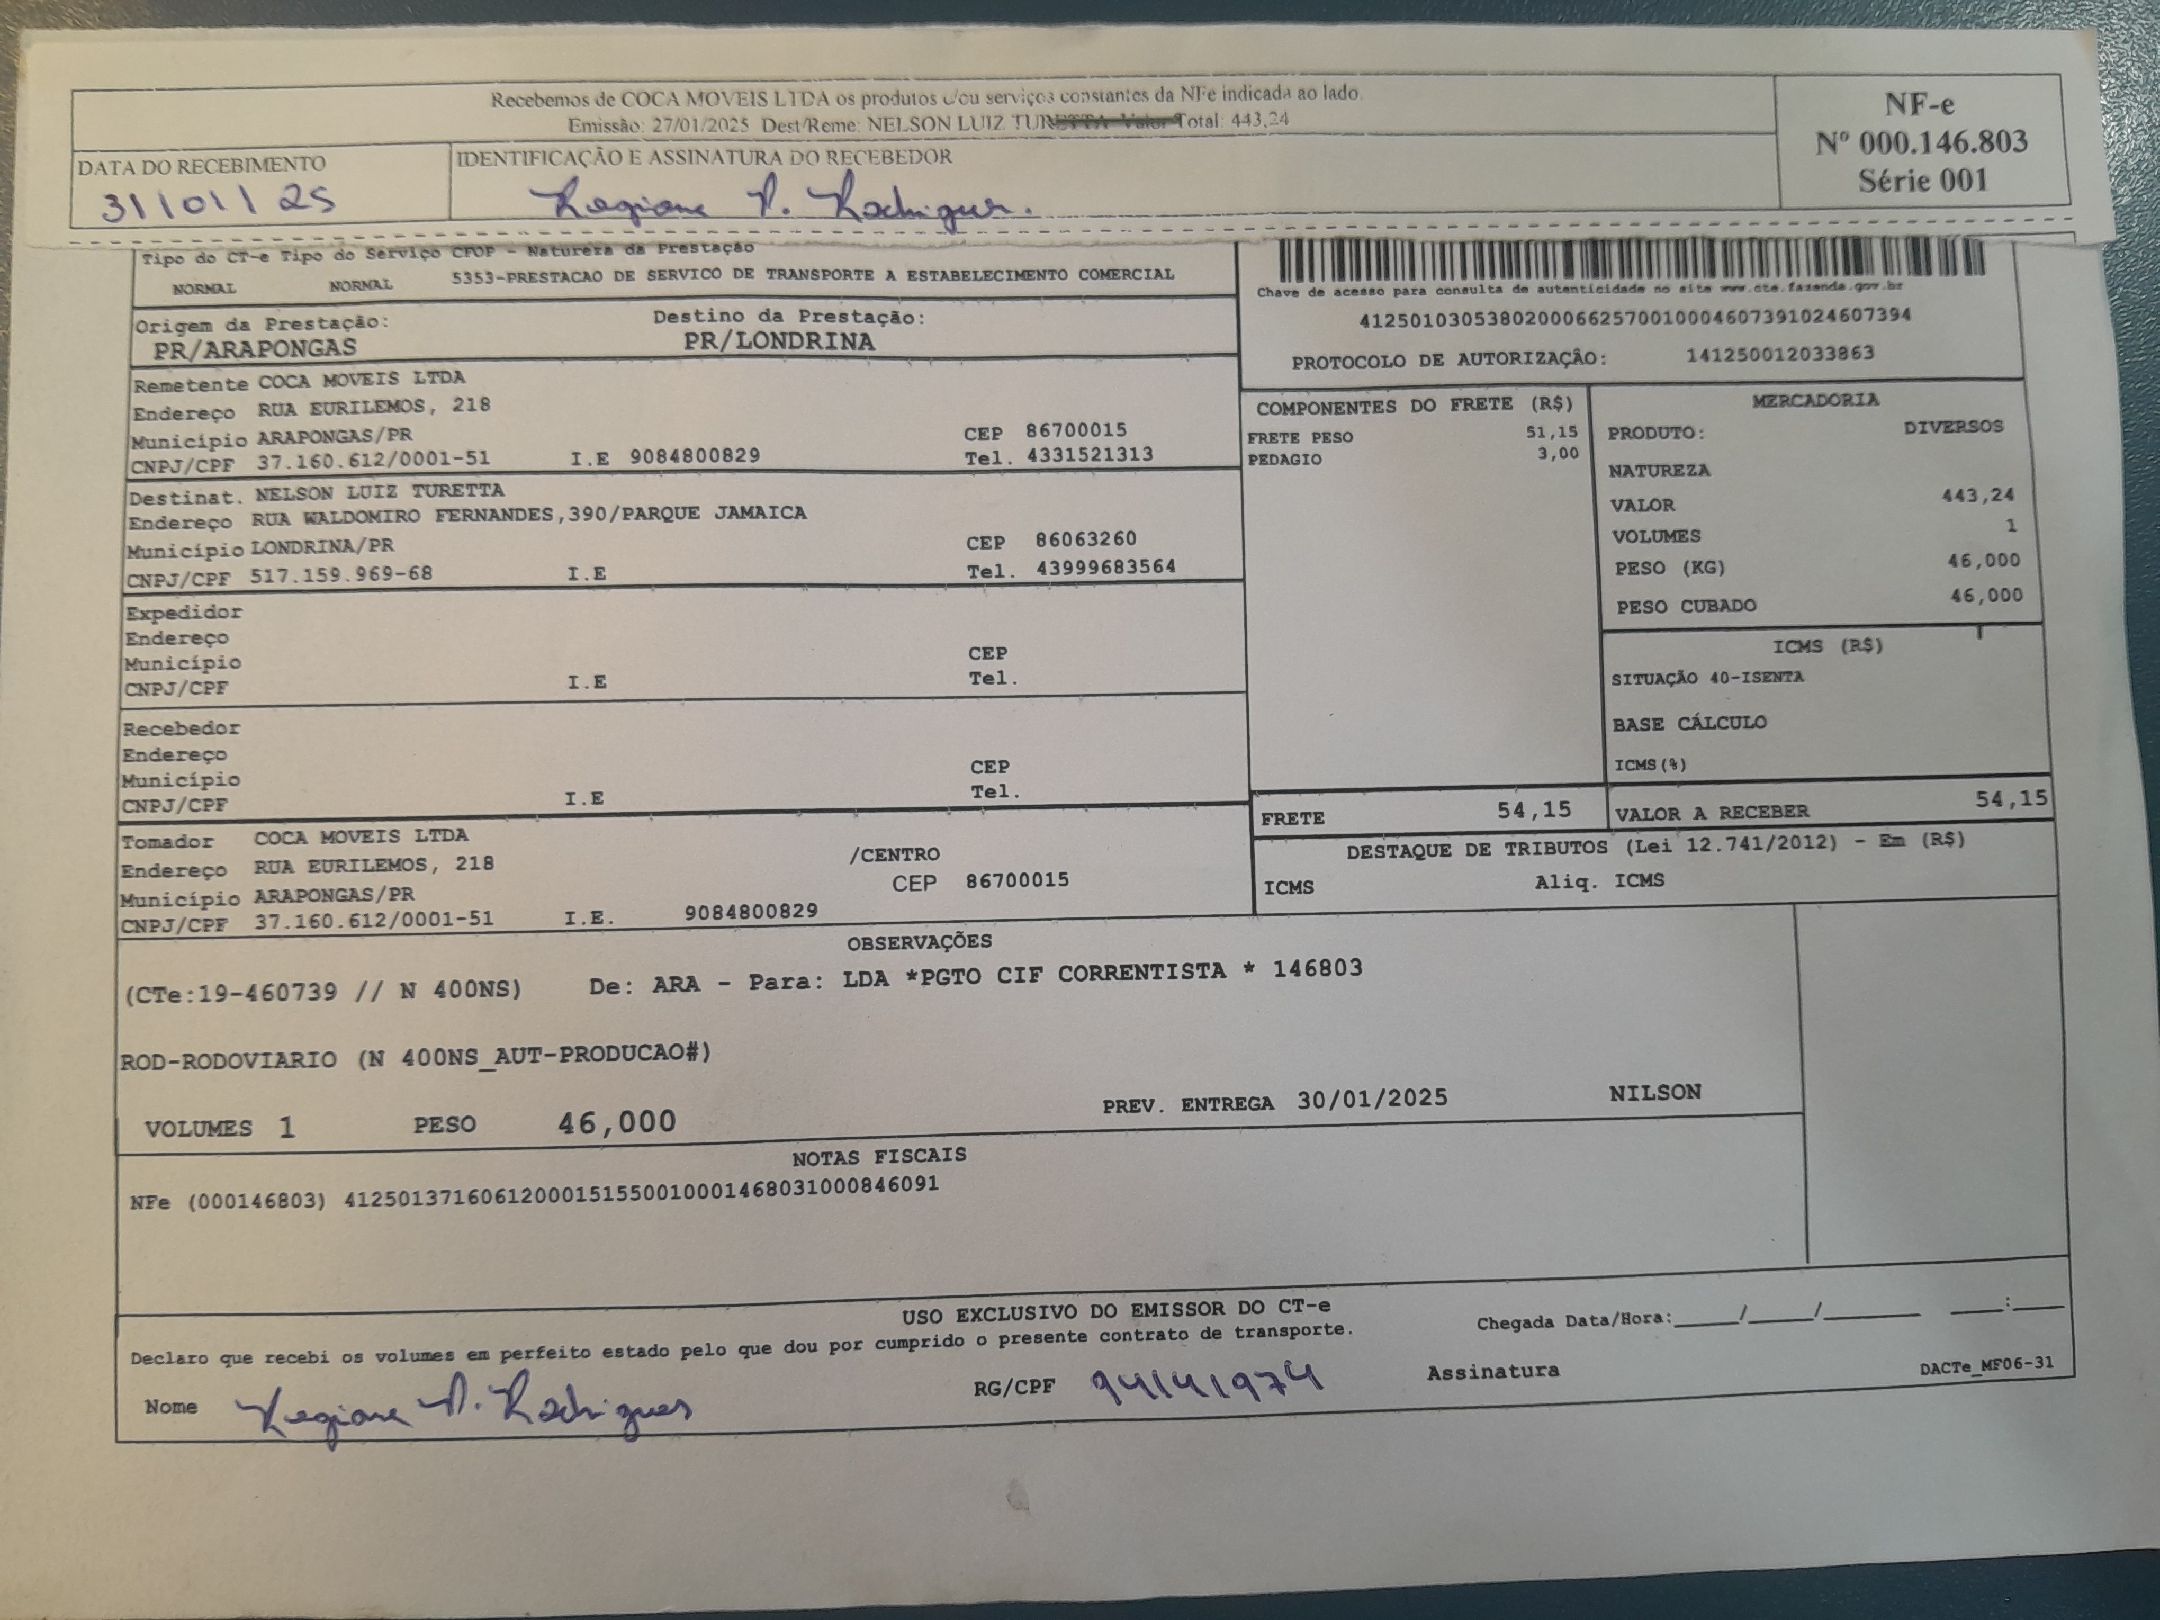 Recebemos de COCA MOVEIS LTDA os produtos e/ou serviços constantes da NFe indicada ao lado.
Emissão: 27/01/2025 Dest/Reme: NELSON LUIZ TURETTA Valor Total: 443,24
NF-e
Nº 000.146.803
Série 001
DATA DO RECEBIMENTO
31/01/25
IDENTIFICAÇÃO E ASSINATURA DO RECEBEDOR
Regiane P. Rodrigues.
Tipo do CT-e Tipo do Serviço CFOP - Natureza da Prestação
NORMAL NORMAL 5353-PRESTACAO DE SERVICO DE TRANSPORTE A ESTABELECIMENTO COMERCIAL
Chave de acesso para consulta de autenticidade no site www.cte.fazenda.gov.br
41250103053802000662570010004607391024607394
PROTOCOLO DE AUTORIZAÇÃO: 141250012033863
Origem da Prestação: Destino da Prestação:
PR/ARAPONGAS PR/LONDRINA
Remetente COCA MOVEIS LTDA
Endereço RUA EURILEMOS, 218
Município ARAPONGAS/PR CEP 86700015
CNPJ/CPF 37.160.612/0001-51 I.E 9084800829 Tel. 4331521313
Destinat. NELSON LUIZ TURETTA
Endereço RUA WALDOMIRO FERNANDES,390/PARQUE JAMAICA
Município LONDRINA/PR CEP 86063260
CNPJ/CPF 517.159.969-68 I.E Tel. 43999683564
Expedidor
Endereço
Município CEP
CNPJ/CPF I.E Tel.
Recebedor
Endereço
Município CEP
CNPJ/CPF I.E Tel.
Tomador COCA MOVEIS LTDA
Endereço RUA EURILEMOS, 218 /CENTRO
Município ARAPONGAS/PR CEP 86700015
CNPJ/CPF 37.160.612/0001-51 I.E. 9084800829
COMPONENTES DO FRETE (R$)
FRETE PESO 51,15
PEDAGIO 3,00
MERCADORIA
PRODUTO: DIVERSOS
NATUREZA
VALOR 443,24
VOLUMES 1
PESO (KG) 46,000
PESO CUBADO 46,000
ICMS (R$)
SITUAÇÃO 40-ISENTA
BASE CÁLCULO
ICMS(%)
FRETE 54,15 VALOR A RECEBER 54,15
DESTAQUE DE TRIBUTOS (Lei 12.741/2012) - Em (R$)
ICMS Aliq. ICMS
OBSERVAÇÕES
(CTe:19-460739 // N 400NS) De: ARA - Para: LDA *PGTO CIF CORRENTISTA * 146803
ROD-RODOVIARIO (N 400NS_AUT-PRODUCAO#)
VOLUMES 1 PESO 46,000 PREV. ENTREGA 30/01/2025 NILSON
NOTAS FISCAIS
NFe (000146803) 41250137160612000151550010001468031000846091
USO EXCLUSIVO DO EMISSOR DO CT-e
Declaro que recebi os volumes em perfeito estado pelo que dou por cumprido o presente contrato de transporte.
Chegada Data/Hora:_____/_____/________ ____:____
Nome Regiane P. Rodrigues RG/CPF 94141974 Assinatura
DACTe_MF06-31